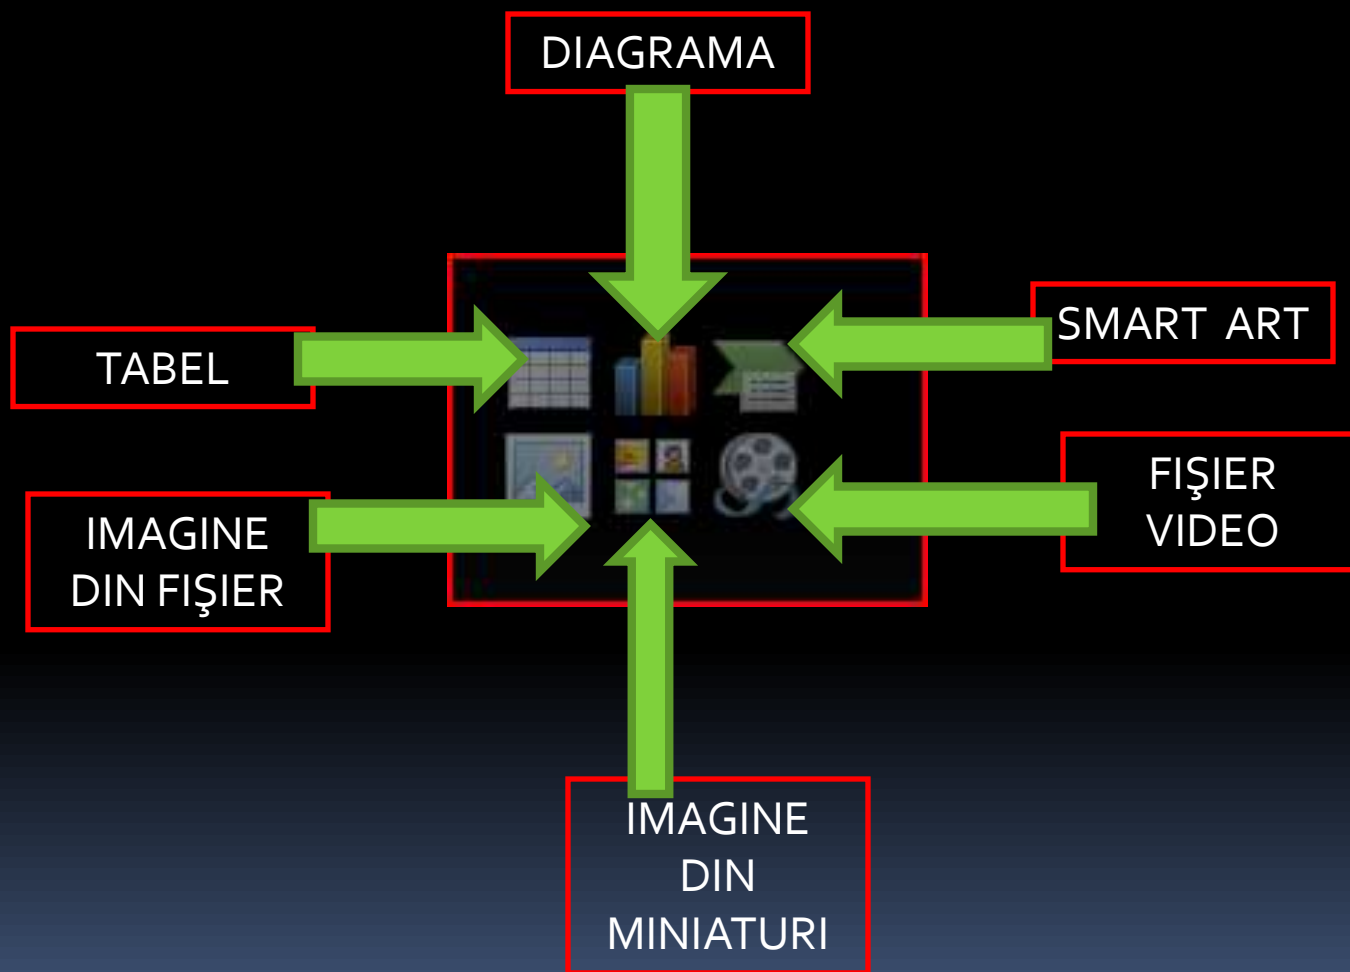 DIAGRAMA
SMART ART
TABEL
FIŞIER
VIDEO
IMAGINE
DIN FIŞIER
IMAGINE
DIN
MINIATURI